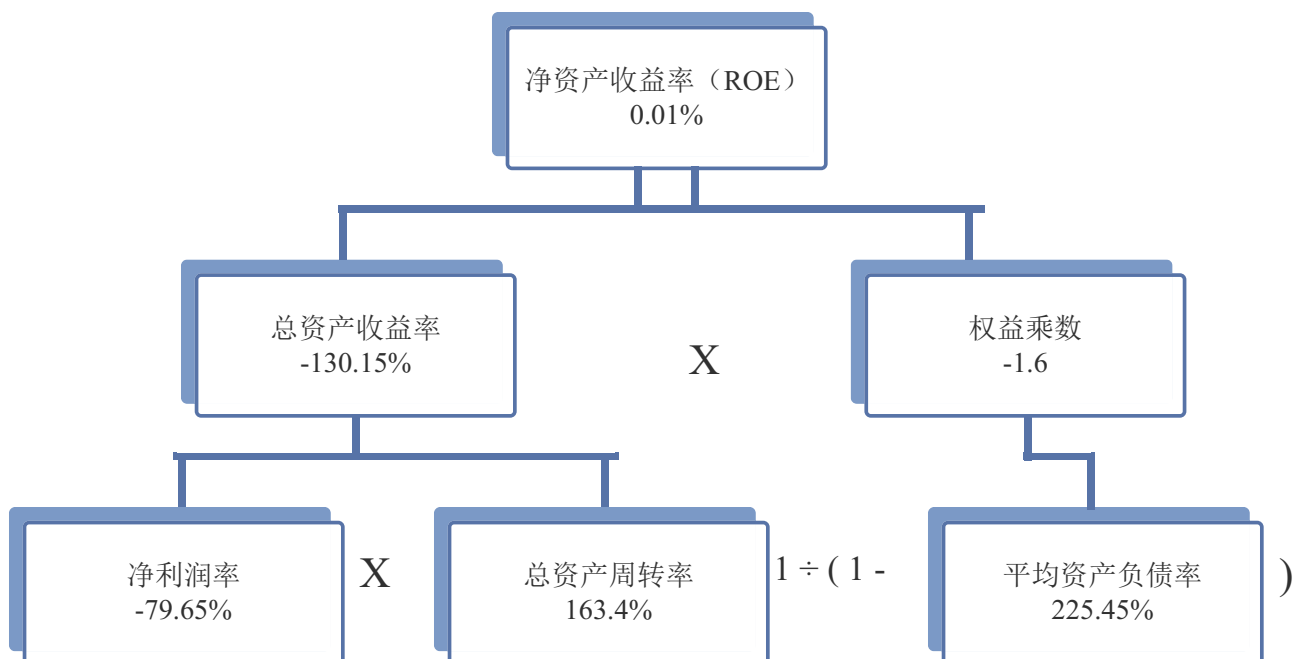 净资产收益率（ROE）
0.01%
总资产收益率
-130.15%
X
权益乘数
-1.6
净利润率
-79.65%
X
总资产周转率
163.4%
1 ÷ ( 1 -
平均资产负债率
225.45%
)